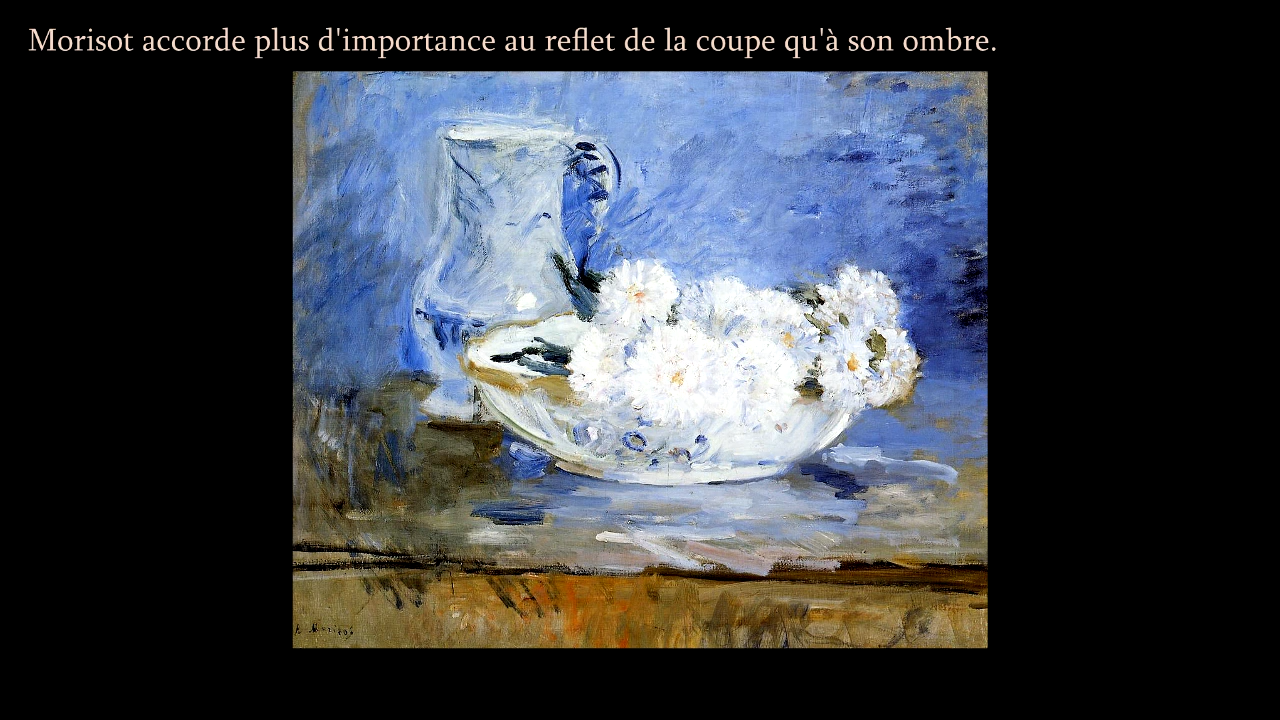 Morisot accorde plus d'importance au reflet de la coupe qu'à son ombre.